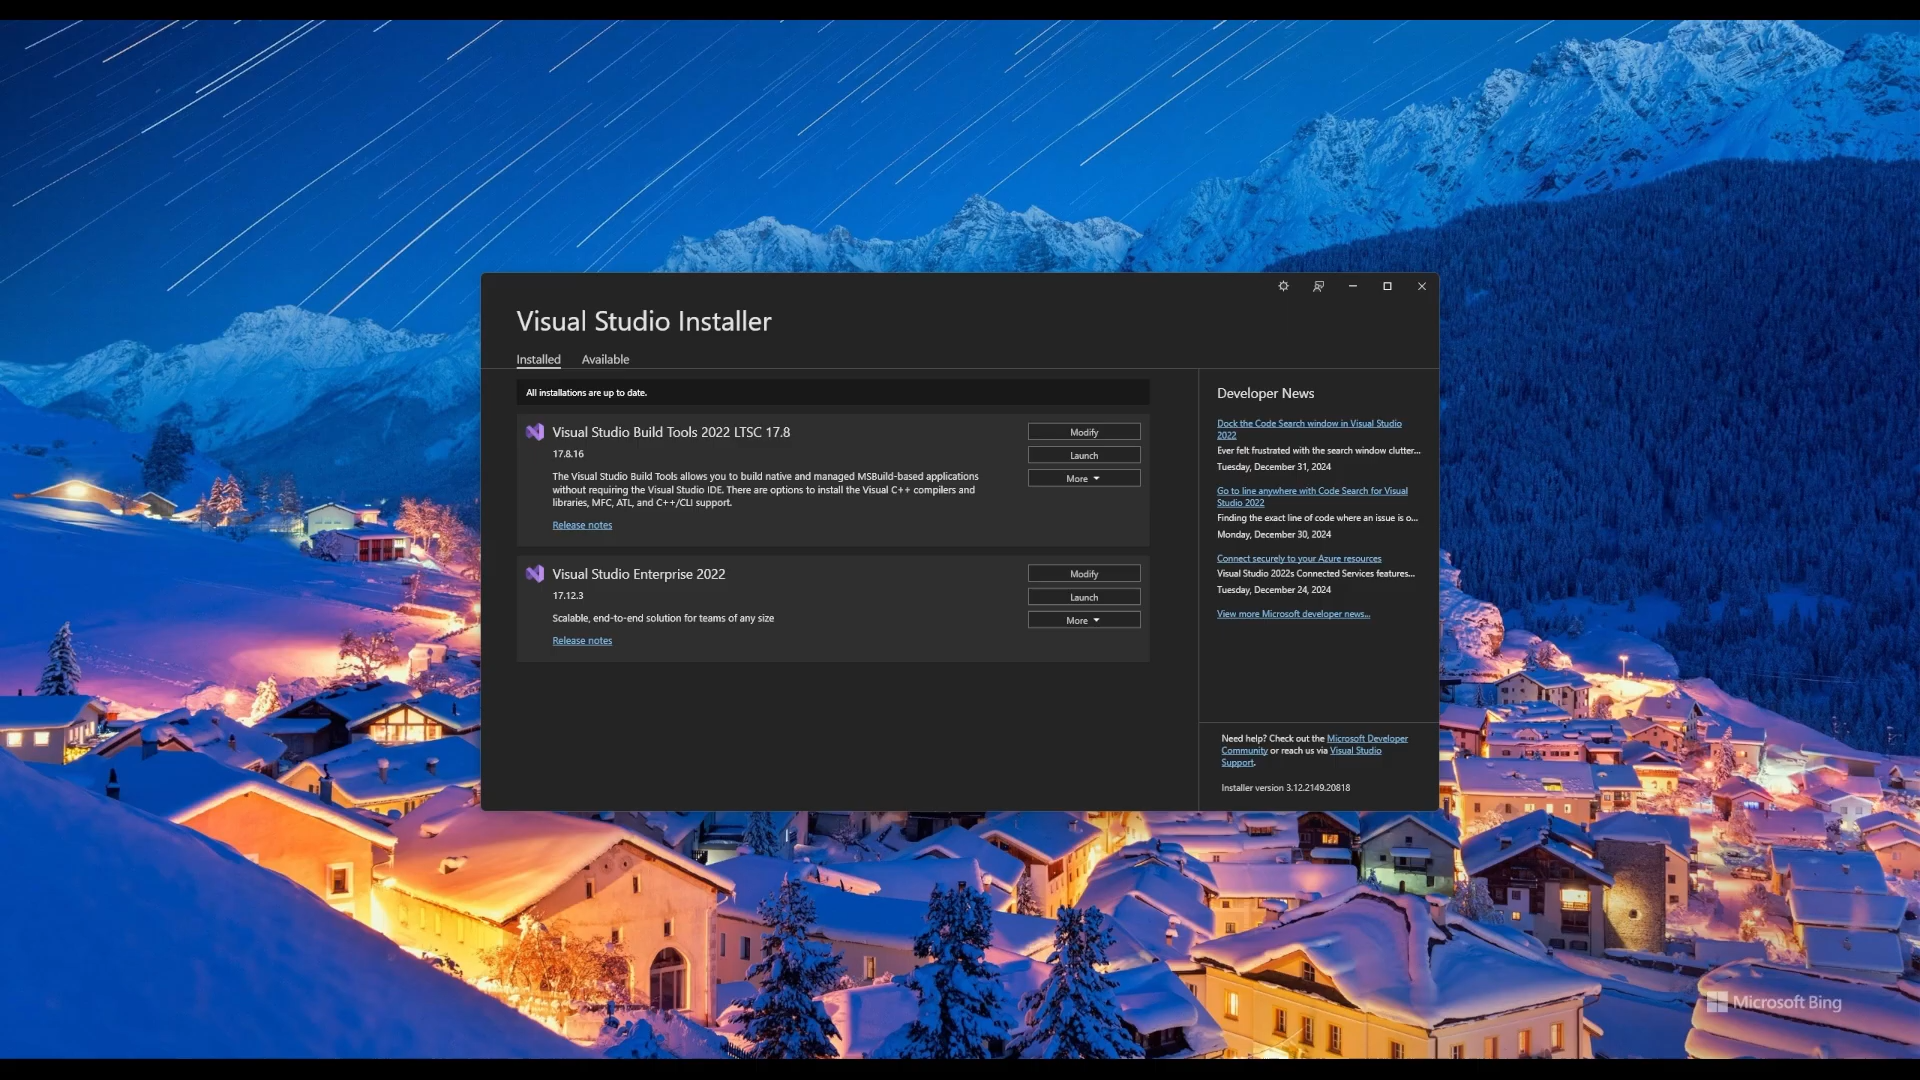 Visual Studio Installer
Installed
Available
All installations are up to date.
Visual Studio Build Tools 2022 LTSC 17.8
17.8.16
The Visual Studio Build Tools allows you to build native and managed MSBuild-based applications
without requiring the Visual Studio IDE. There are options to install the Visual C++ compilers and
libraries, MFC, ATL, and C++/CLI support.
Release notes
Modify
Launch
More
Visual Studio Enterprise 2022
17.12.3
Scalable, end-to-end solution for teams of any size
Release notes
Modify
Launch
More
Developer News
Dock the Code Search window in Visual Studio
2022
Ever felt frustrated with the search window clutter...
Tuesday, December 31, 2024
Go to line anywhere with Code Search for Visual
Studio 2022
Finding the exact line of code where an issue is o...
Monday, December 30, 2024
Connect securely to your Azure resources
Visual Studio 2022s Connected Services features...
Tuesday, December 24, 2024
View more Microsoft developer news...
Need help? Check out the Microsoft Developer
Community or reach us via Visual Studio
Support.
Installer version 3.12.2149.20818
Microsoft Bing